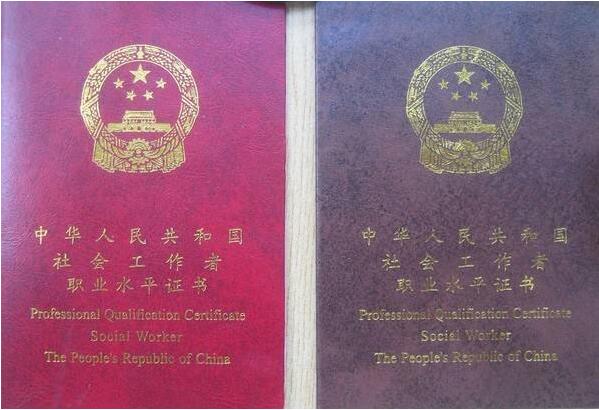 中华人民共和国
社会工作者
职业水平证书
Professional Qualification Certificate
Social Worker
The People's Republic of China
中华人民共和国
社会工作者
职业水平证书
Professional Qualification Certificate
Social Worker
The People's Republic of China